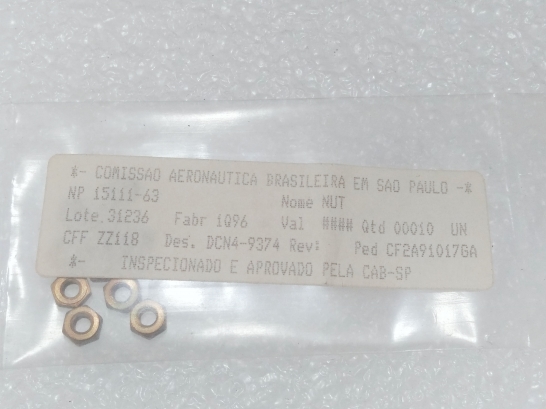 *- COMISSAO AERONAUTICA BRASILEIRA EM SAO PAULO -*
NP 15111-63 Nome NUT
Lote.31236 Fabr 1Q96 Val #### Qtd 00010 UN
CFF ZZ118 Des. DCN4-9374 Rev: Ped CF2A91017GA
*- INSPECIONADO E APROVADO PELA CAB-SP